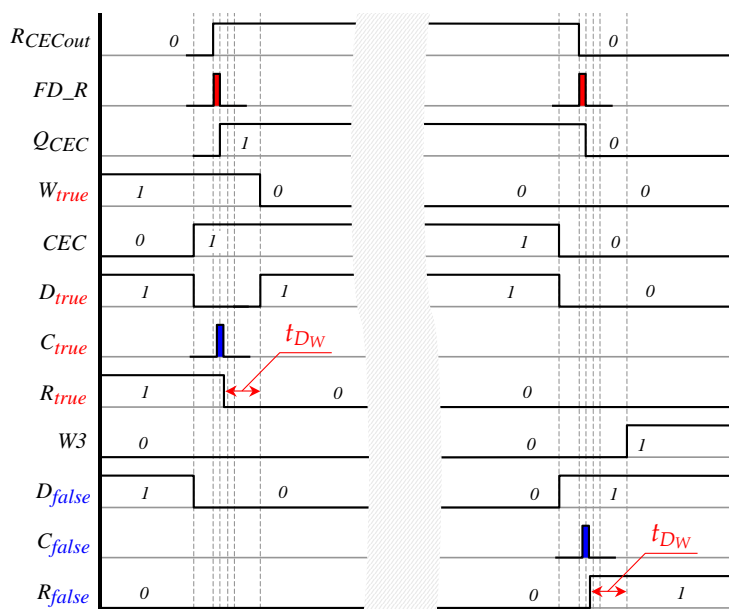 R_CECout 0 0
FD_R
Q_CEC 1 0
W_true 1 0 0 0
CEC 0 1 1 0
D_true 1 1 1 0
C_true t_D_W
R_true 1 0 0
W3 0 0 1
D_false 1 0 0 1
C_false t_D_W
R_false 0 0 1